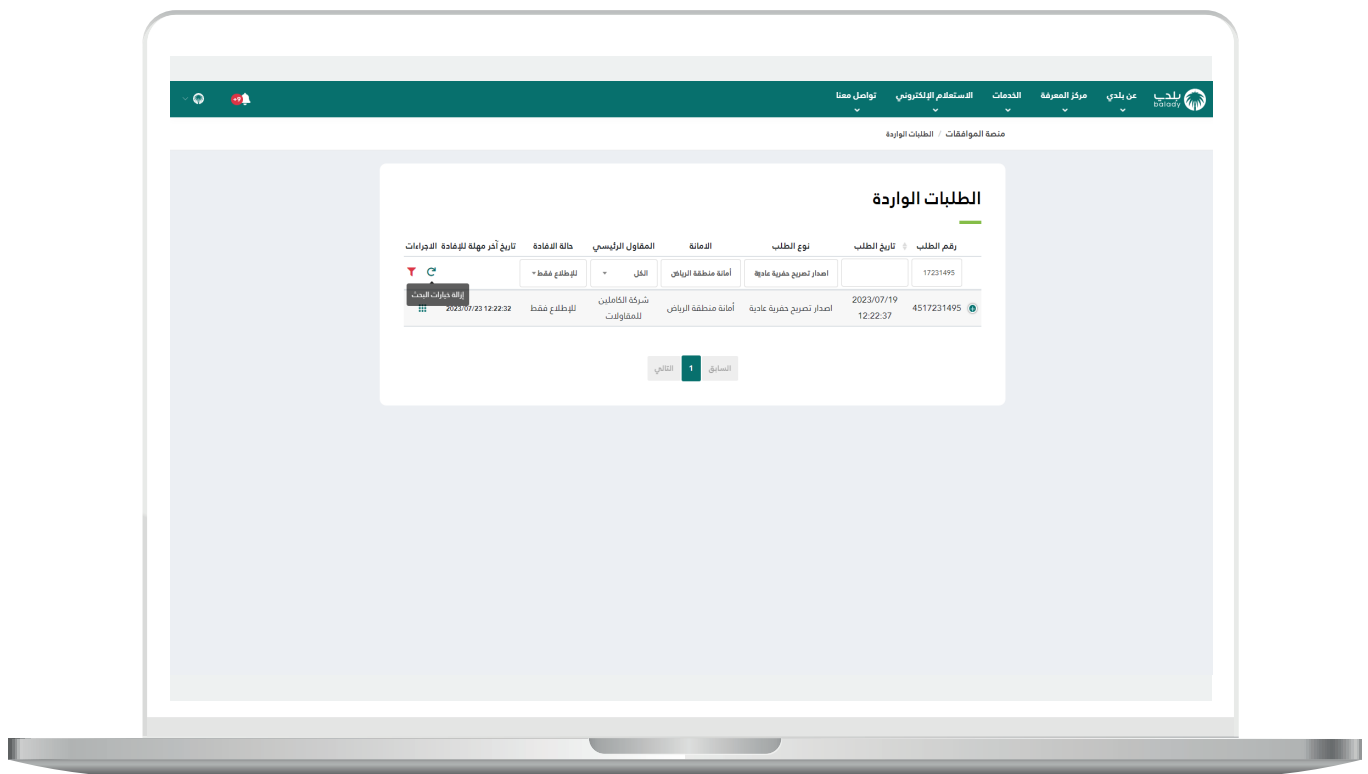 بلدي
balady
عن بلدي
مركز المعرفة
الخدمات
الاستعلام الإلكتروني
تواصل معنا
+9
منصة الموافقات / الطلبات الواردة
الطلبات الواردة
رقم الطلب تاريخ الطلب نوع الطلب الامانة المقاول الرئيسي حالة الافادة تاريخ آخر مهلة للإفادة الاجراءات
17231495 اصدار تصريح حفرية عادية أمانة منطقة الرياض الكل للإطلاع فقط
إزالة خيارات البحث
4517231495 2023/07/19 12:22:37 اصدار تصريح حفرية عادية أمانة منطقة الرياض شركة الكاملين للمقاولات للإطلاع فقط 2023/07/23 12:22:32
السابق 1 التالي